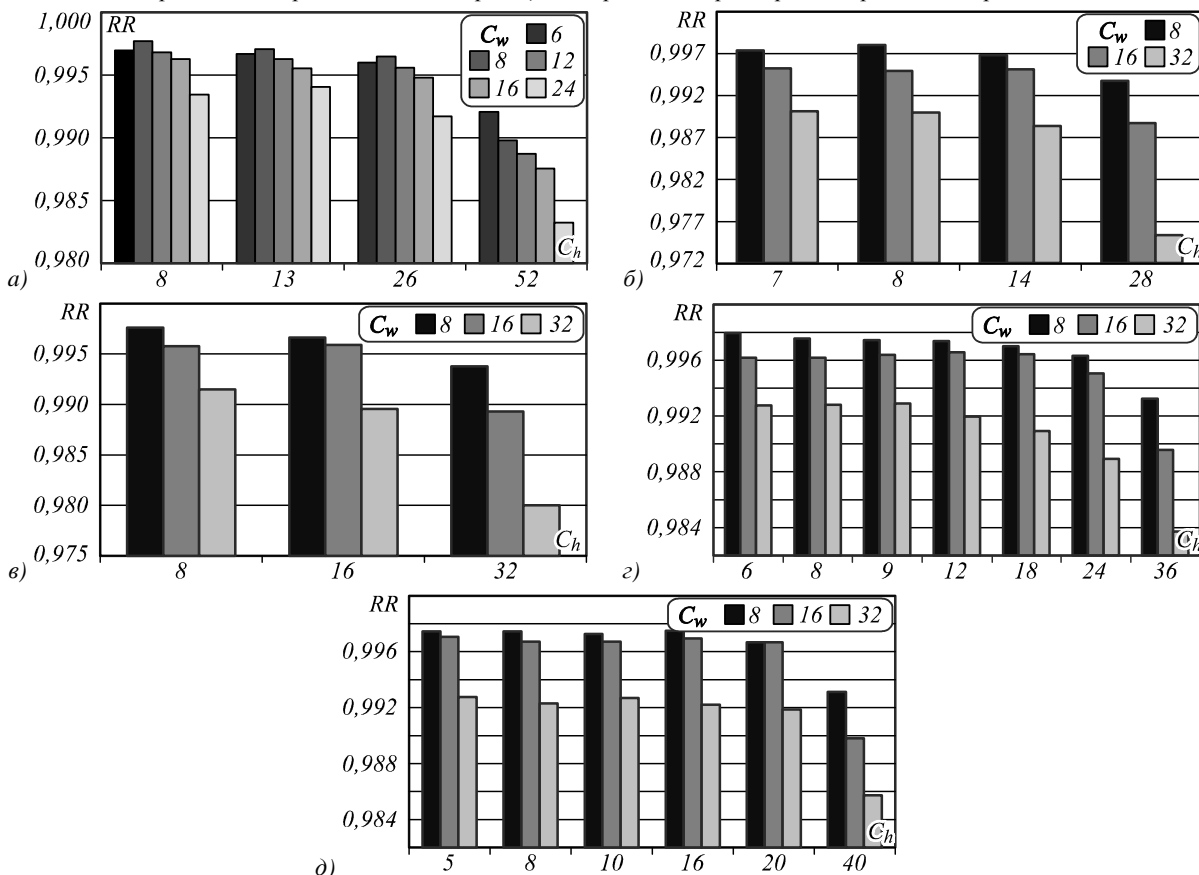 1,000
RR
C_w 6
8 12
16 24
0,995
0,990
0,985
0,980
C_h
а)
8 13 26 52
RR
C_w 8
16 32
0,997
0,992
0,987
0,982
0,977
0,972
C_h
б)
7 8 14 28
RR
C_w 8 16 32
0,995
0,990
0,985
0,980
0,975
C_h
в)
8 16 32
RR
C_w 8 16 32
0,996
0,992
0,988
0,984
C_h
г)
6 8 9 12 18 24 36
RR
C_w 8 16 32
0,996
0,992
0,988
0,984
C_h
д)
5 8 10 16 20 40